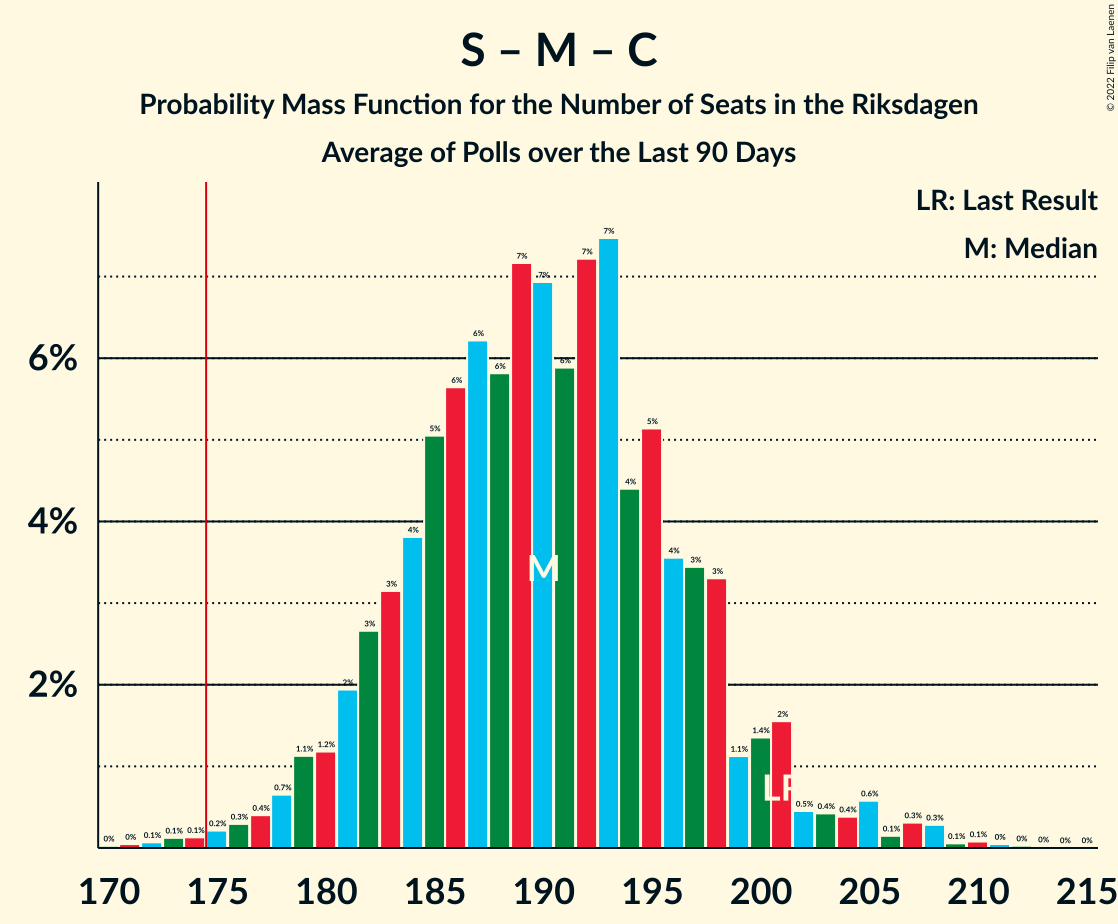 S – M – C
Probability Mass Function for the Number of Seats in the Riksdagen
Average of Polls over the Last 90 Days
© 2022 Filip van Laenen
LR: Last Result
M: Median
6%
4%
2%
0% 0% 0.1% 0.1% 0.1% 0.2% 0.3% 0.4% 0.7% 1.1% 1.2% 2% 3% 3% 4% 5% 6% 6% 6% 7% 7% 6% 7% 7% 4% 5% 4% 3% 3% 1.1% 1.4% 2% 0.5% 0.4% 0.4% 0.6% 0.1% 0.3% 0.3% 0.1% 0.1% 0% 0% 0% 0% 0%
M
LR
170 175 180 185 190 195 200 205 210 215